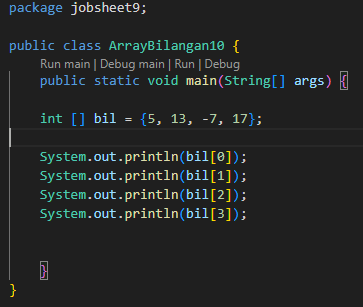 package jobsheet9;
public class ArrayBilangan10 {
Run main | Debug main | Run | Debug
public static void main(String[] args) {
int [] bil = {5, 13, -7, 17};
System.out.println(bil[0]);
System.out.println(bil[1]);
System.out.println(bil[2]);
System.out.println(bil[3]);
}
}